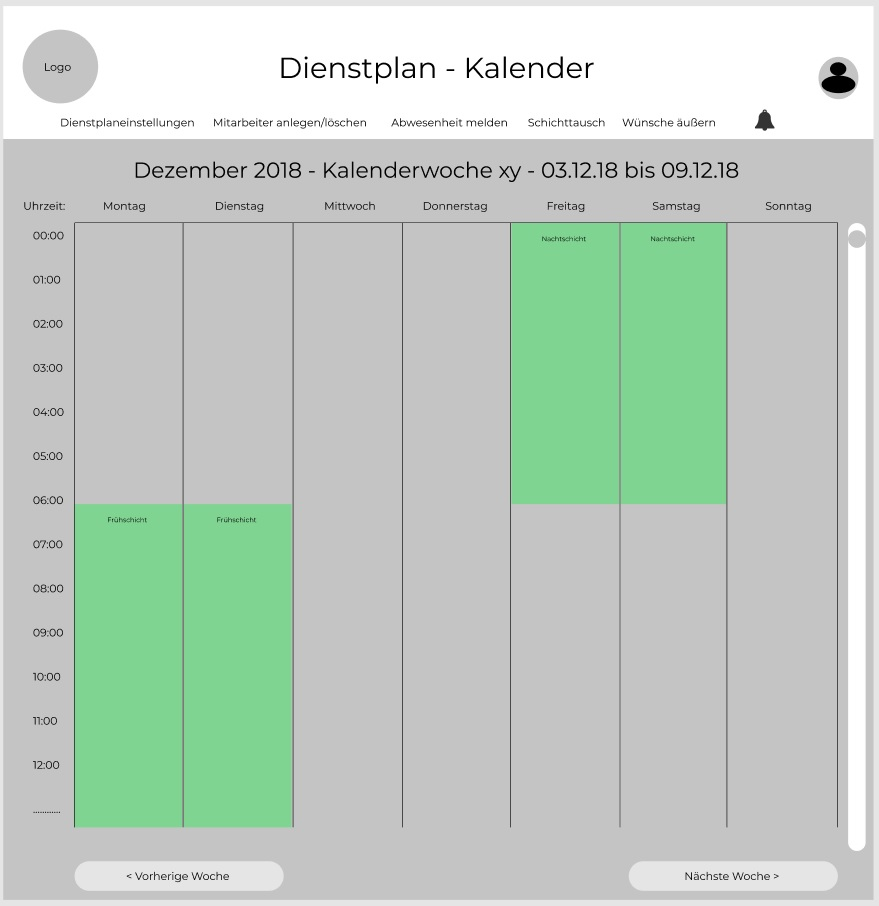 Logo
Dienstplan - Kalender
Dienstplaneinstellungen Mitarbeiter anlegen/löschen Abwesenheit melden Schichttausch Wünsche äußern
Dezember 2018 - Kalenderwoche xy - 03.12.18 bis 09.12.18
Uhrzeit: Montag Dienstag Mittwoch Donnerstag Freitag Samstag Sonntag
00:00 Nachtschicht Nachtschicht
01:00
02:00
03:00
04:00
05:00
06:00
Frühschicht Frühschicht
07:00
08:00
09:00
10:00
11:00
12:00
............
< Vorherige Woche Nächste Woche >